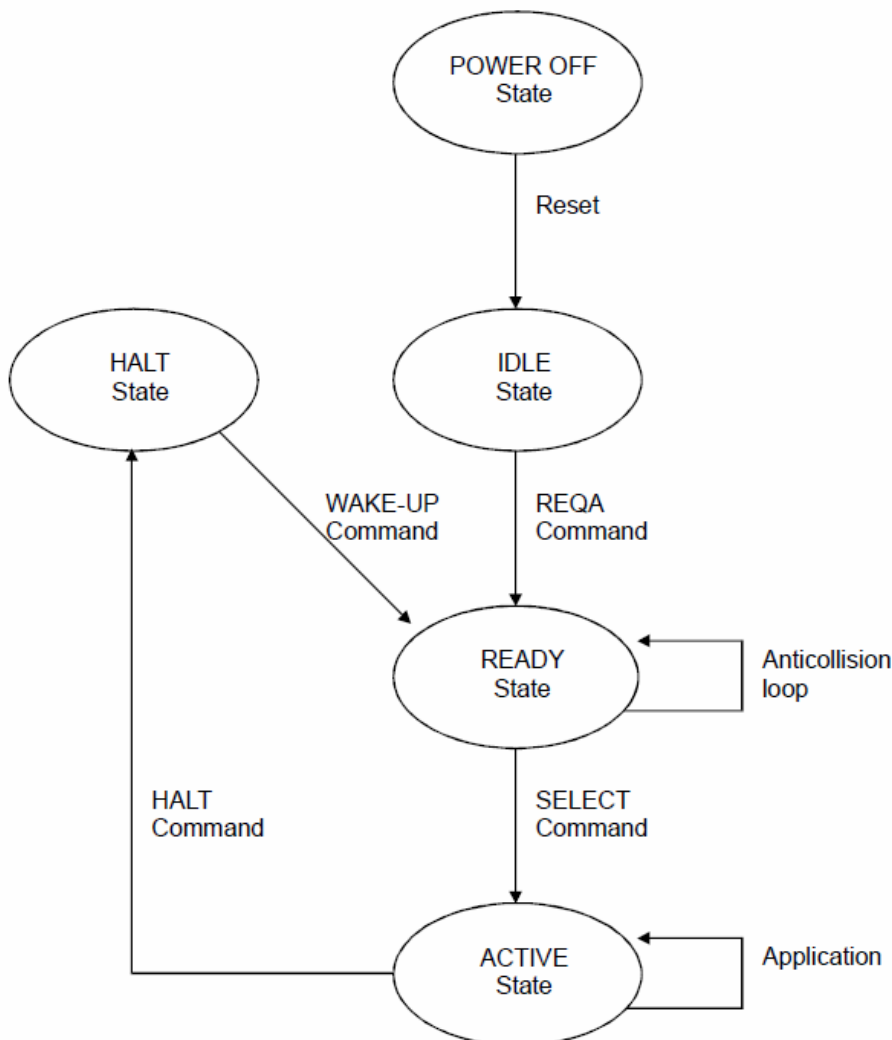 POWER OFF
State
Reset
HALT
State
IDLE
State
WAKE-UP
Command
REQA
Command
READY
State
Anticollision
loop
HALT
Command
SELECT
Command
ACTIVE
State
Application